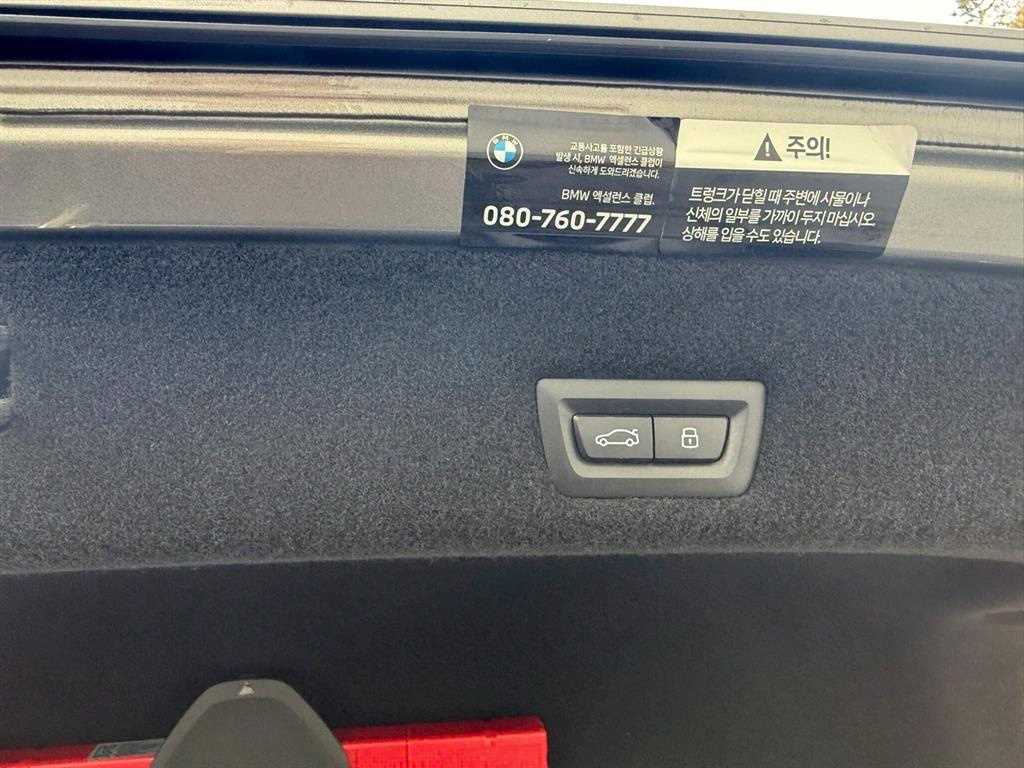 BMW
교통사고를 포함한 긴급상황
발생 시, BMW 엑설런스 클럽이
신속하게 도와드리겠습니다.
BMW 엑설런스 클럽.
080-760-7777
주의!
트렁크가 닫힐 때 주변에 사물이나
신체의 일부를 가까이 두지 마십시오.
상해를 입을 수도 있습니다.